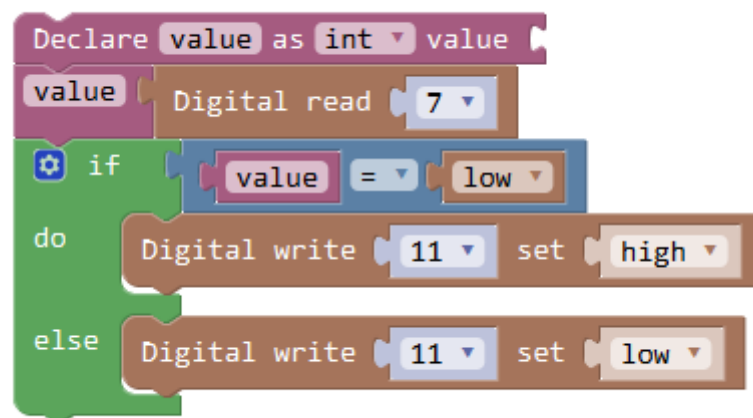 Declare value as int value
value Digital read 7
if value = low
do Digital write 11 set high
else Digital write 11 set low